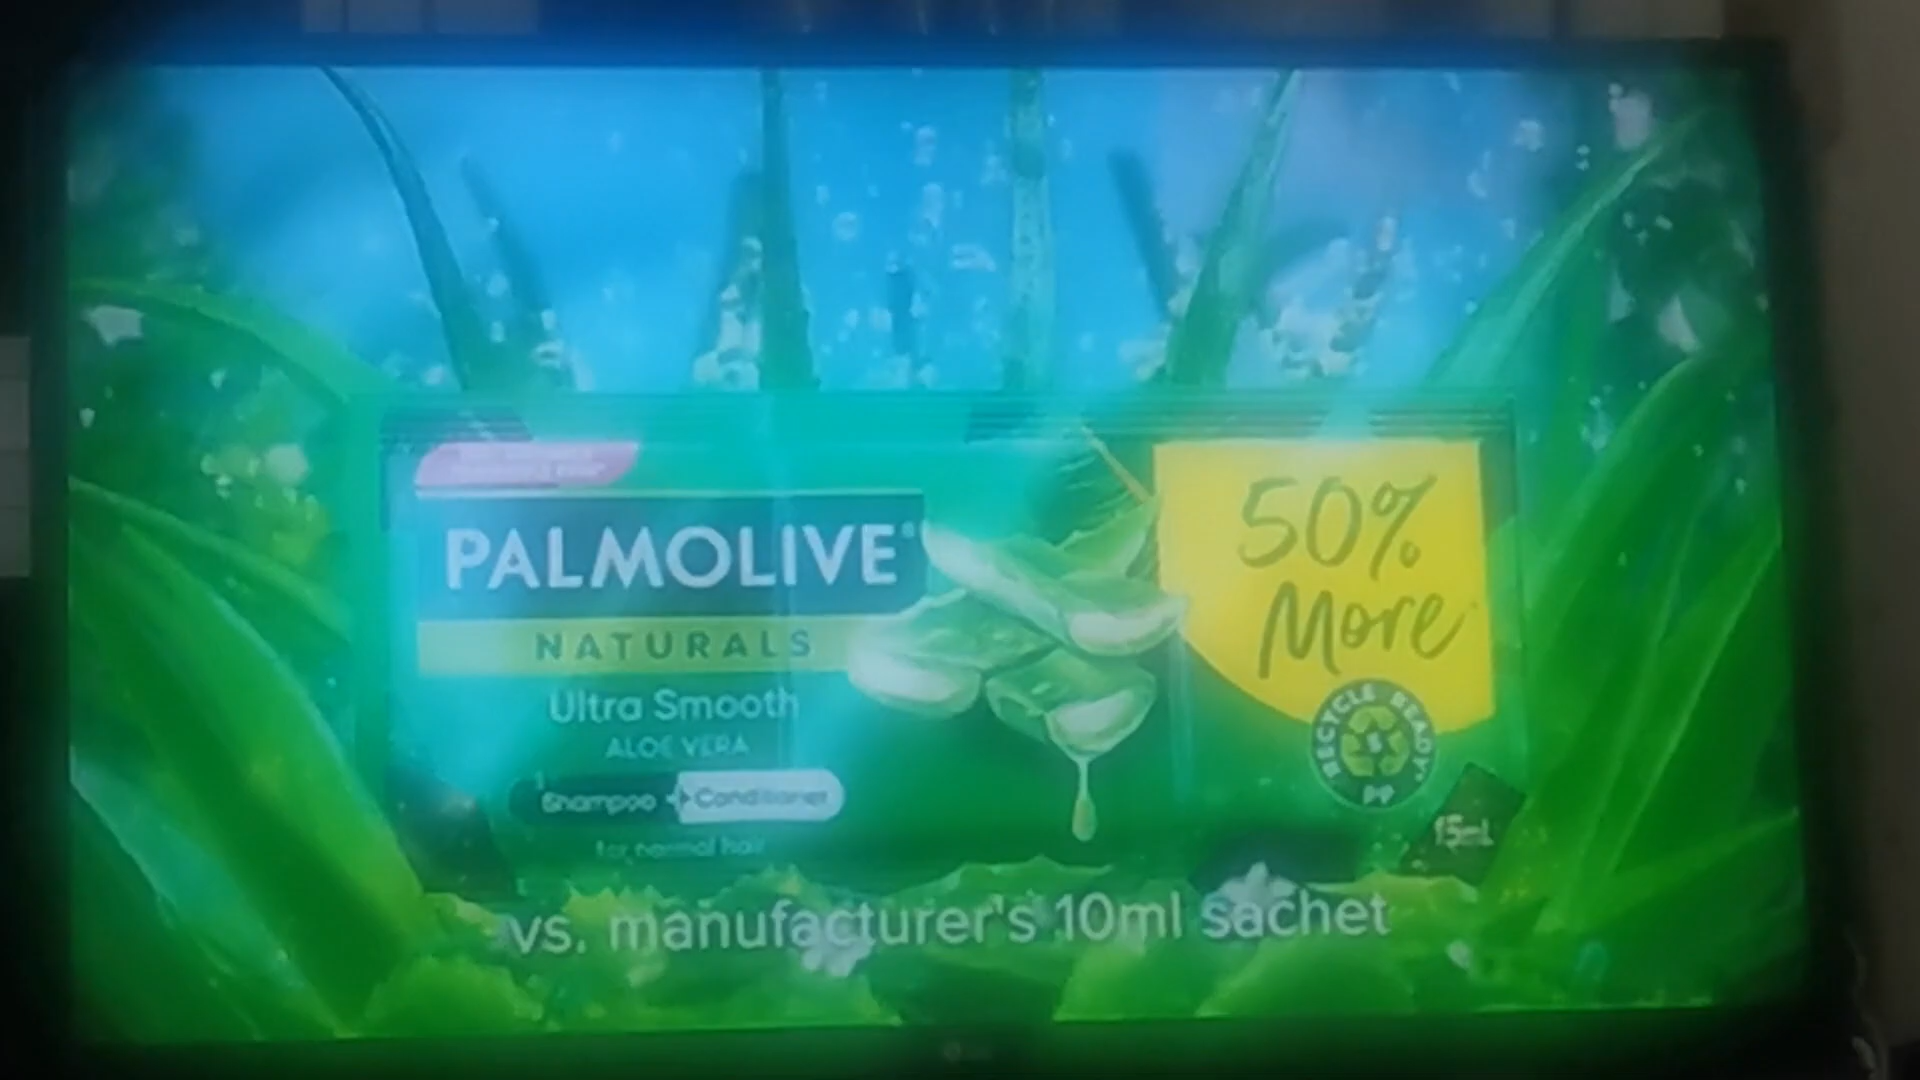 PALMOLIVE
NATURALS
Ultra Smooth
ALOE VERA
Shampoo + Conditioner
for normal hair
50%
More
RECYCLE READY
PP
15mL
vs. manufacturer's 10ml sachet